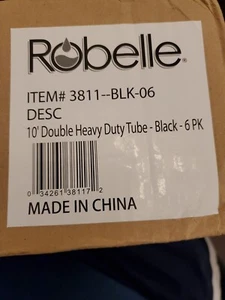 Robelle®
ITEM# 3811--BLK-06
DESC
10' Double Heavy Duty Tube - Black - 6 PK
0 34261 38117 2
MADE IN CHINA